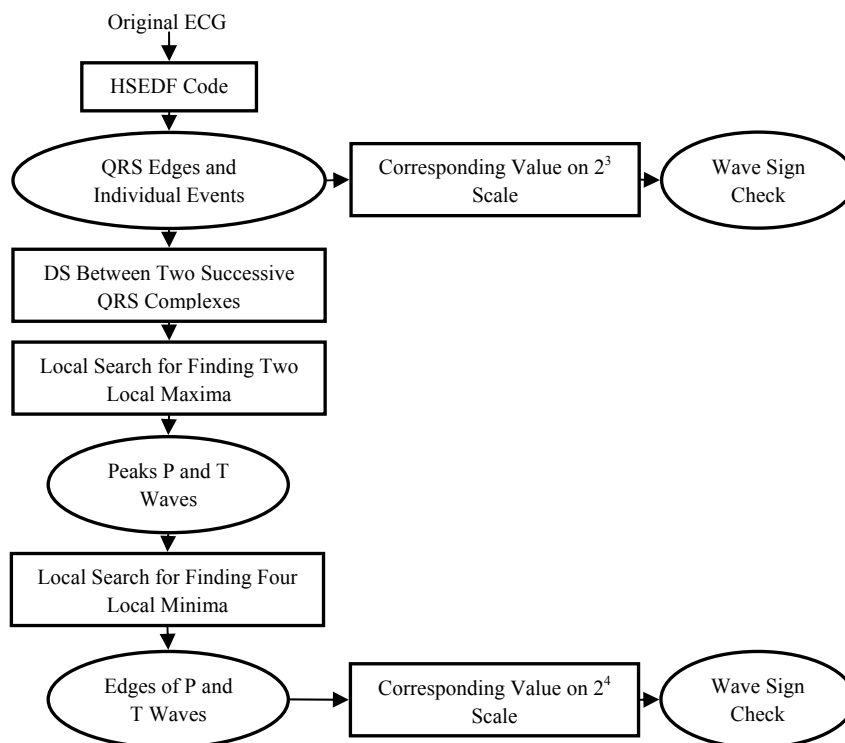 Original ECG
HSEDF Code
QRS Edges and
Individual Events
Corresponding Value on 2³
Scale
Wave Sign
Check
DS Between Two Successive
QRS Complexes
Local Search for Finding Two
Local Maxima
Peaks P and T
Waves
Local Search for Finding Four
Local Minima
Edges of P and
T Waves
Corresponding Value on 2⁴
Scale
Wave Sign
Check